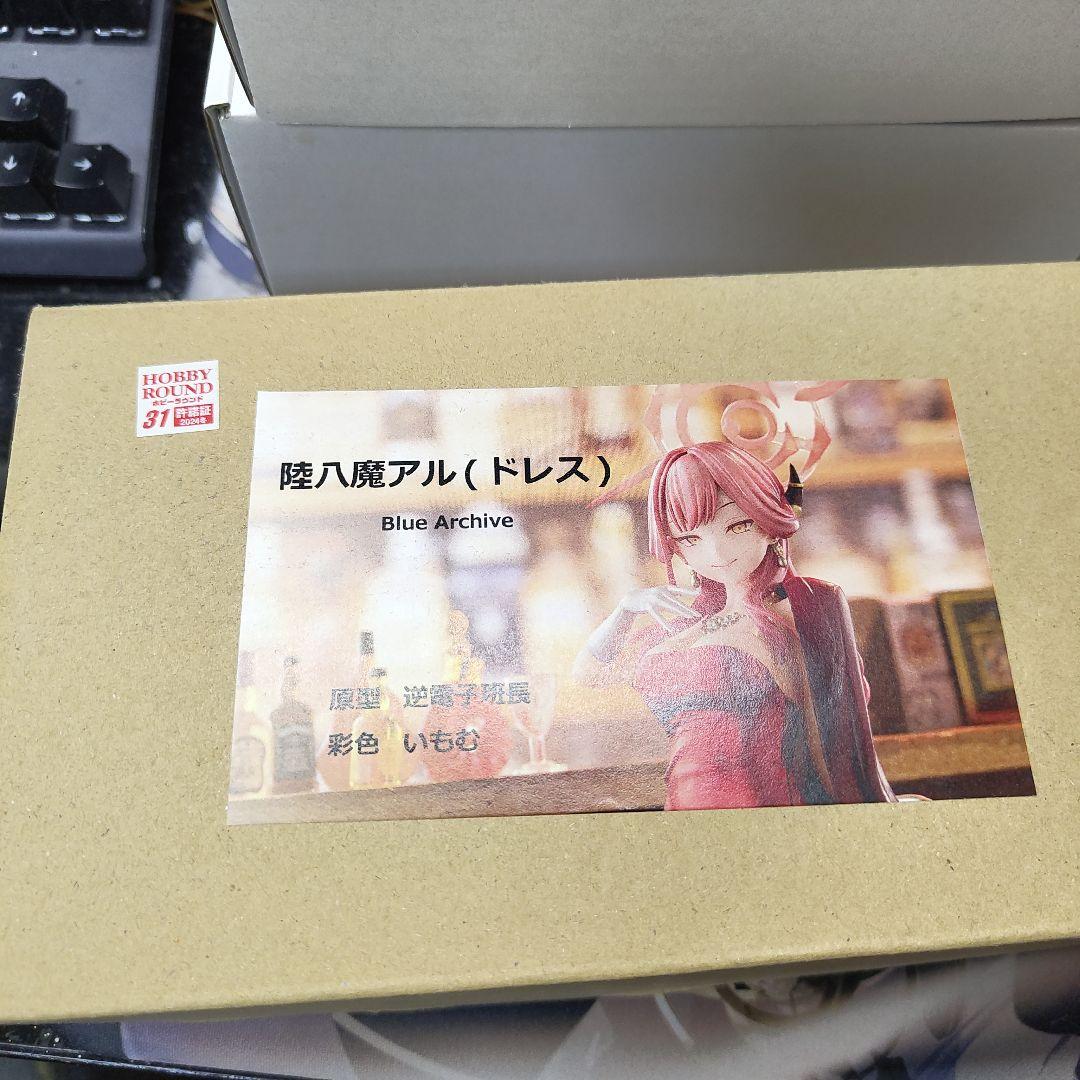 HOBBY
ROUND
ホビーラウンド
31 許諾証
2024冬
陸八魔アル(ドレス)
Blue Archive
原型 逆電子班長
彩色 いもむ
↑
↓
→